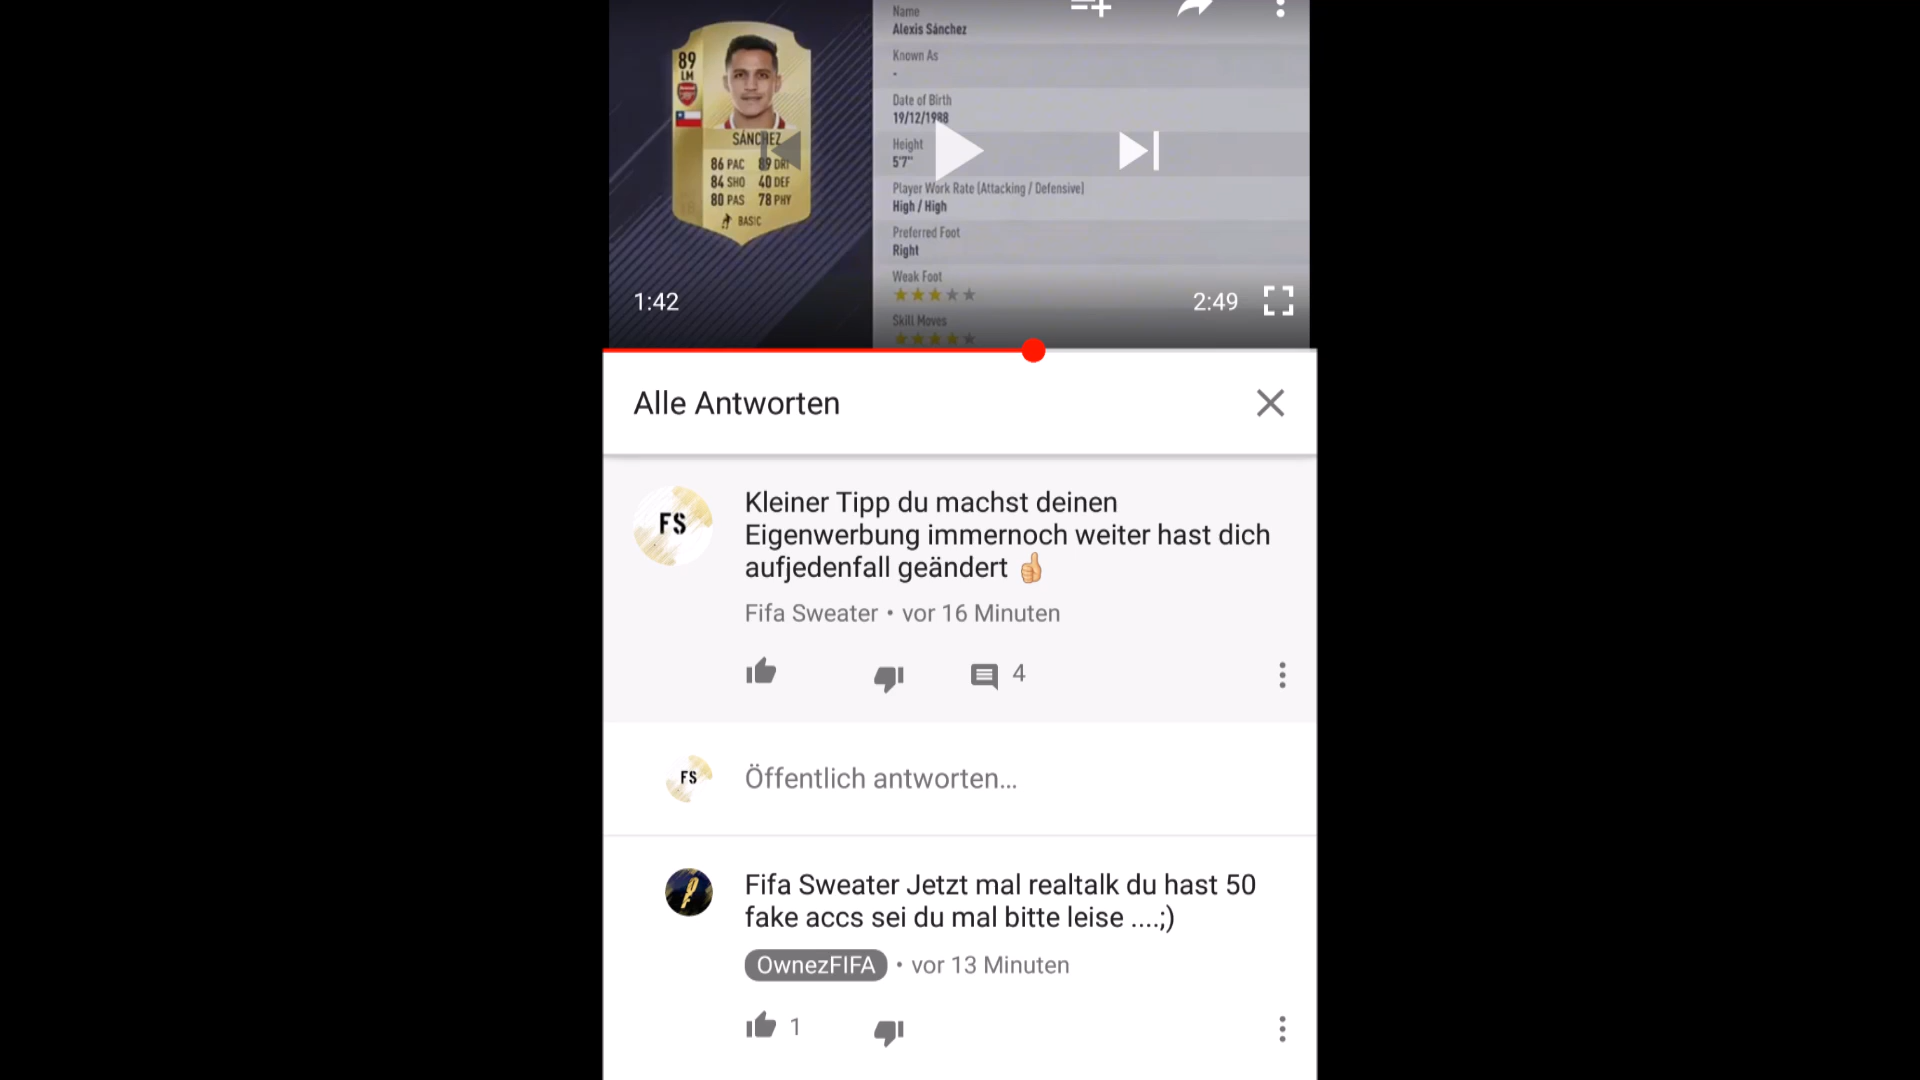 Name
Alexis Sánchez
Known As
-
Date of Birth
19/12/1988
Height
5'7"
Player Work Rate (Attacking / Defensive)
High / High
Preferred Foot
Right
Weak Foot
Skill Moves
89
LM
SÁNCHEZ
86 PAC 89 DRI
84 SHO 40 DEF
80 PAS 78 PHY
BASIC
1:42
2:49
Alle Antworten
FS
Kleiner Tipp du machst deinen
Eigenwerbung immernoch weiter hast dich
aufjedenfall geändert 👍🏼
Fifa Sweater • vor 16 Minuten
4
FS
Öffentlich antworten...
OF
Fifa Sweater Jetzt mal realtalk du hast 50
fake accs sei du mal bitte leise ....;)
OwnezFIFA • vor 13 Minuten
1